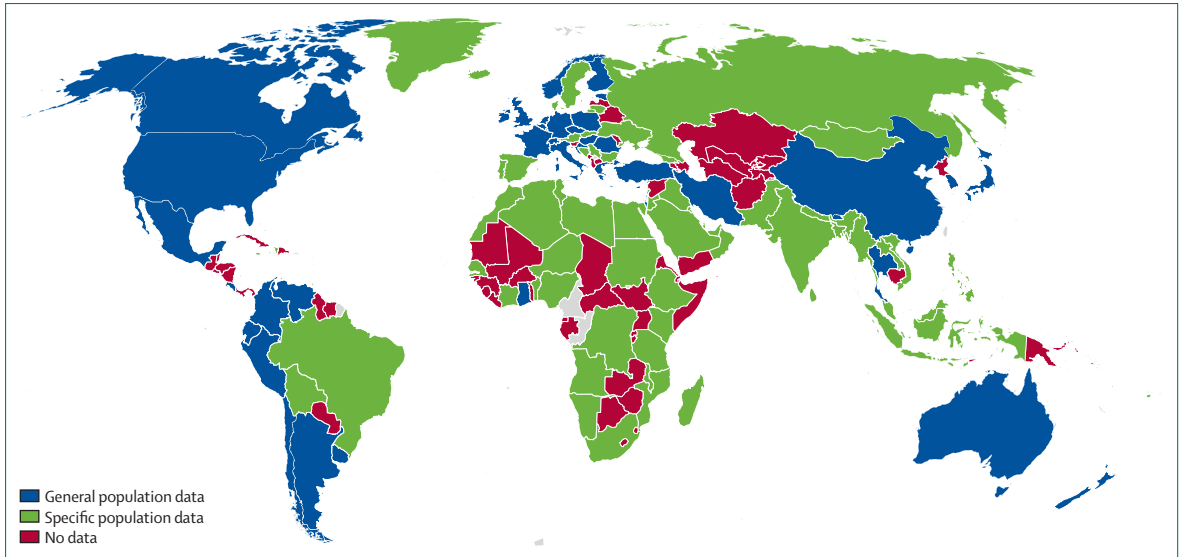 General population data
Specific population data
No data